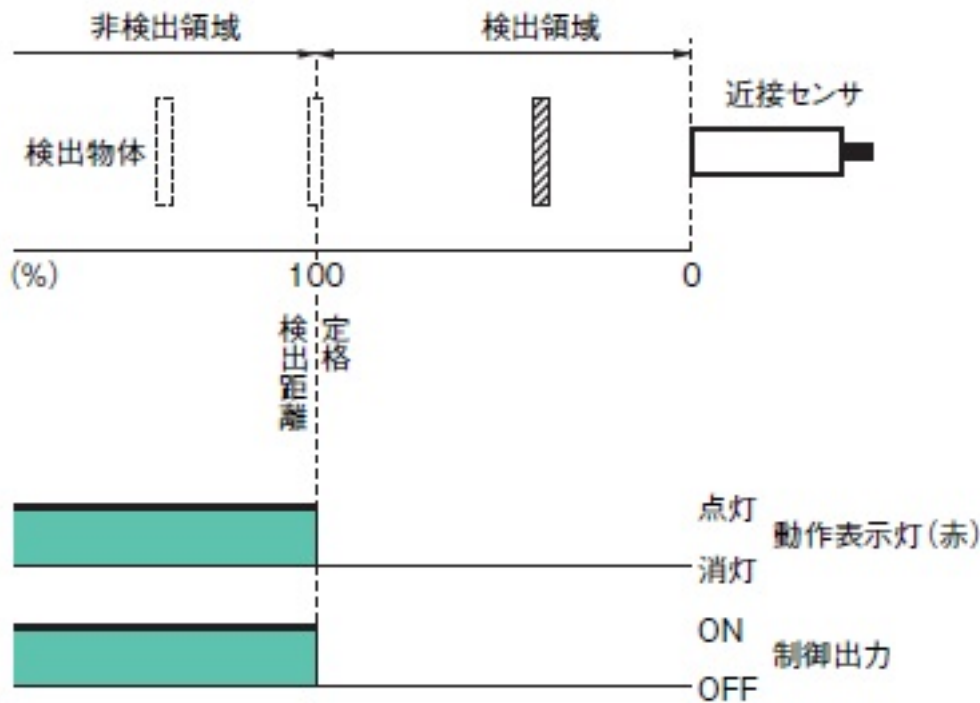 非検出領域
検出領域
近接センサ
検出物体
(%)
100
0
定格
検出距離
点灯
動作表示灯(赤)
消灯
ON
制御出力
OFF